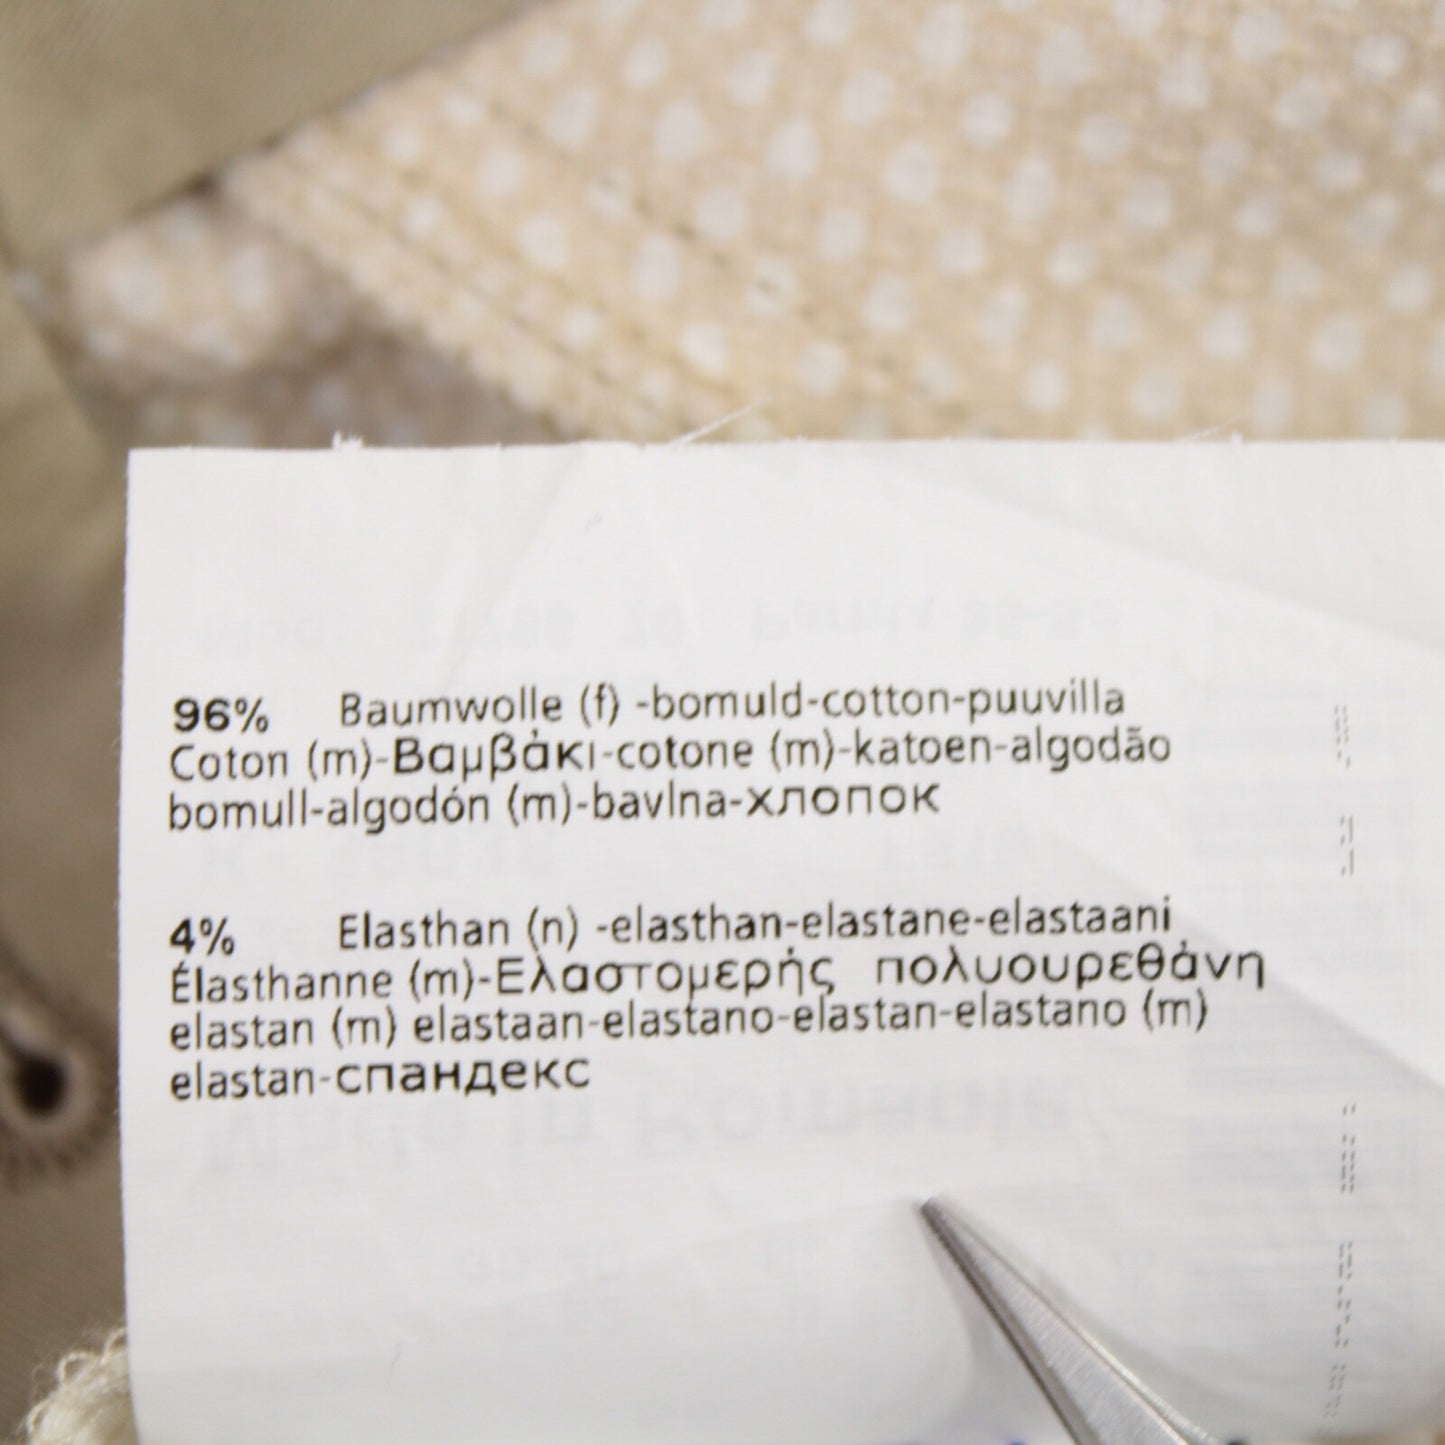 96% Baumwolle (f) -bomuld-cotton-puuvilla
Coton (m)-Βαμβάκι-cotone (m)-katoen-algodão
bomull-algodón (m)-bavlna-хлопок
4% Elasthan (n) -elasthan-elastane-elastaani
Élasthanne (m)-Ελαστομερής πολυουρεθάνη
elastan (m) elastaan-elastano-elastan-elastano (m)
elastan-спандекс